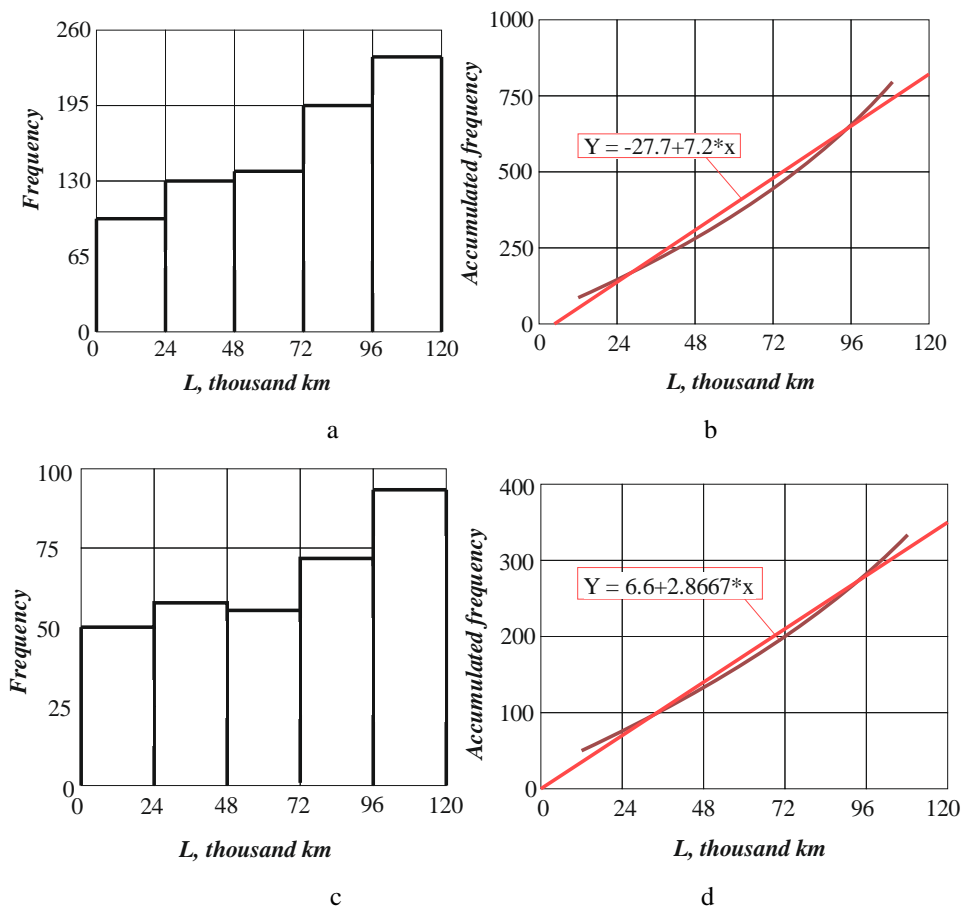 260
195
130
65
0
Frequency
0 24 48 72 96 120
L, thousand km
a
1000
750
500
250
0
Accumulated frequency
Y = -27.7+7.2*x
0 24 48 72 96 120
L, thousand km
b
100
75
50
25
0
Frequency
0 24 48 72 96 120
L, thousand km
c
400
300
200
100
0
Accumulated frequency
Y = 6.6+2.8667*x
0 24 48 72 96 120
L, thousand km
d